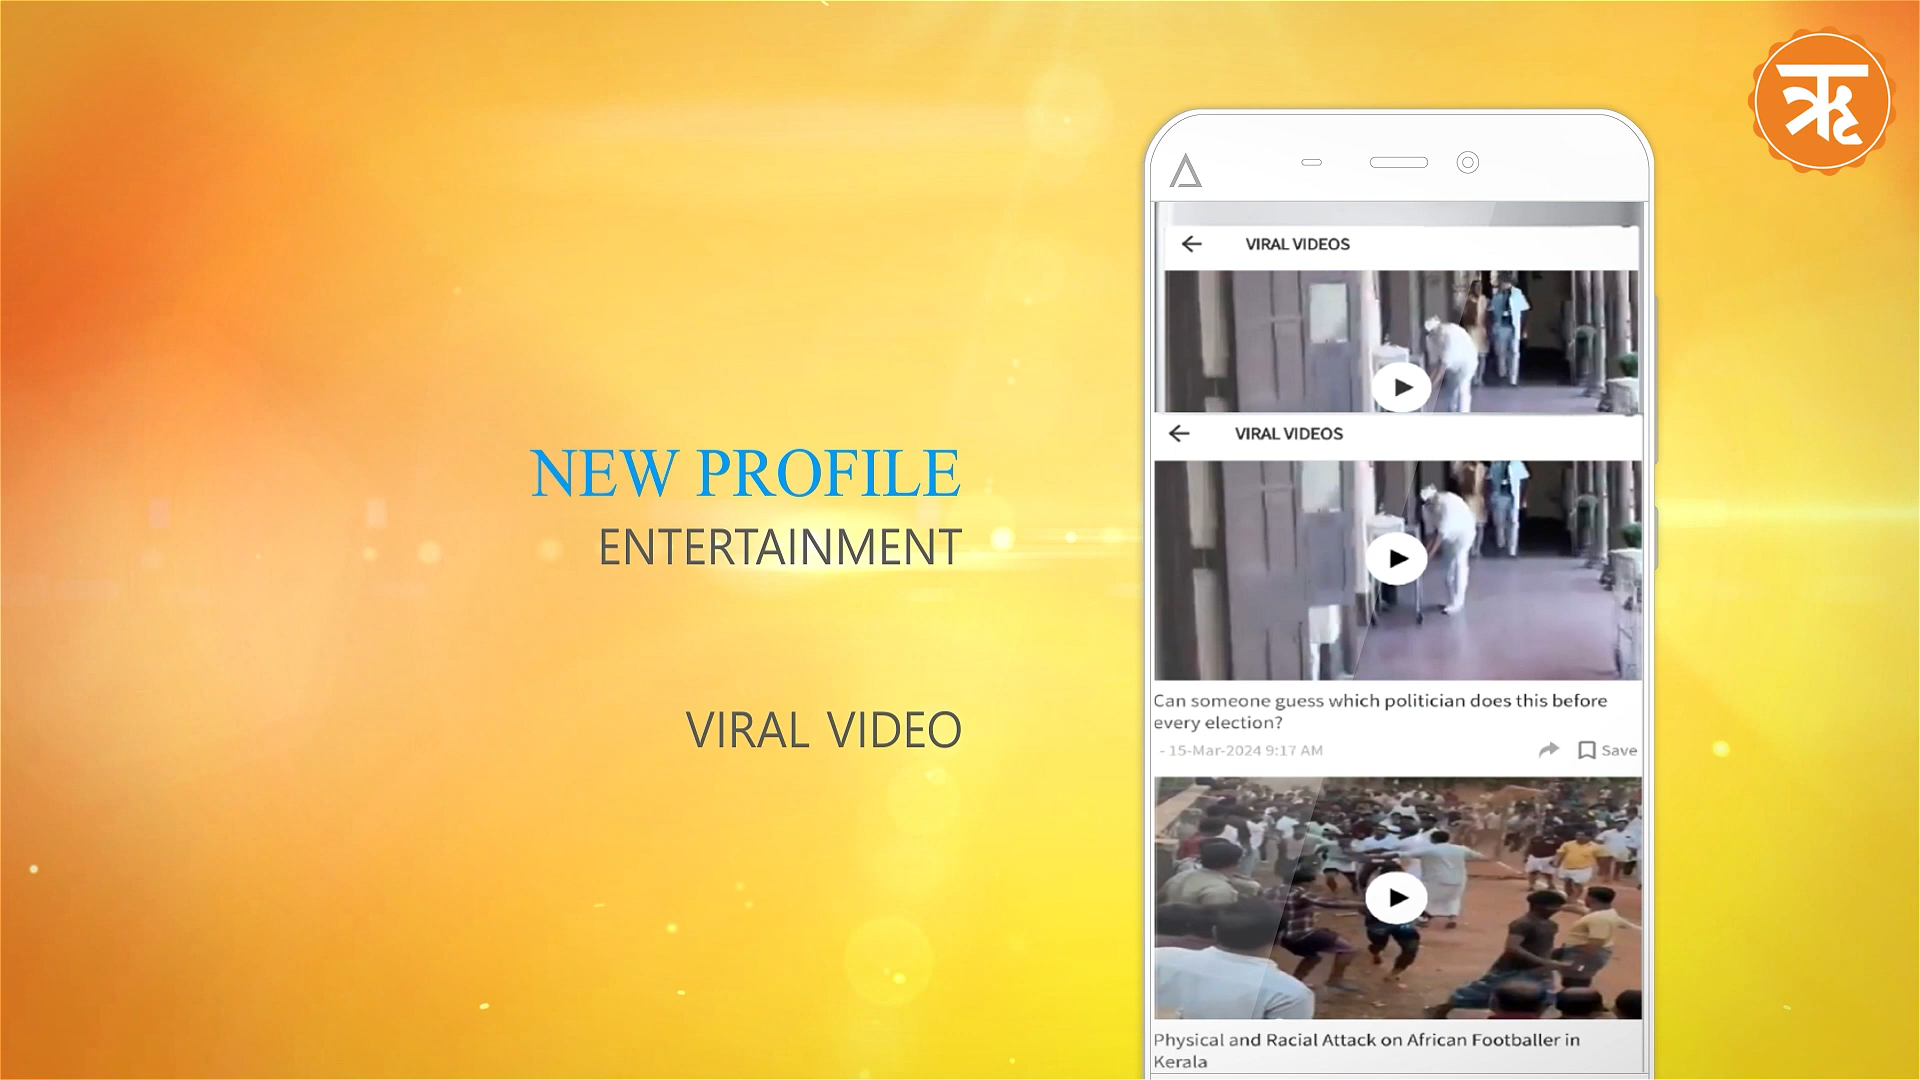 ऋ
NEW PROFILE
ENTERTAINMENT
VIRAL VIDEO
VIRAL VIDEOS
VIRAL VIDEOS
Can someone guess which politician does this before
every election?
- 15-Mar-2024 9:17 AM
Save
Physical and Racial Attack on African Footballer in
Kerala